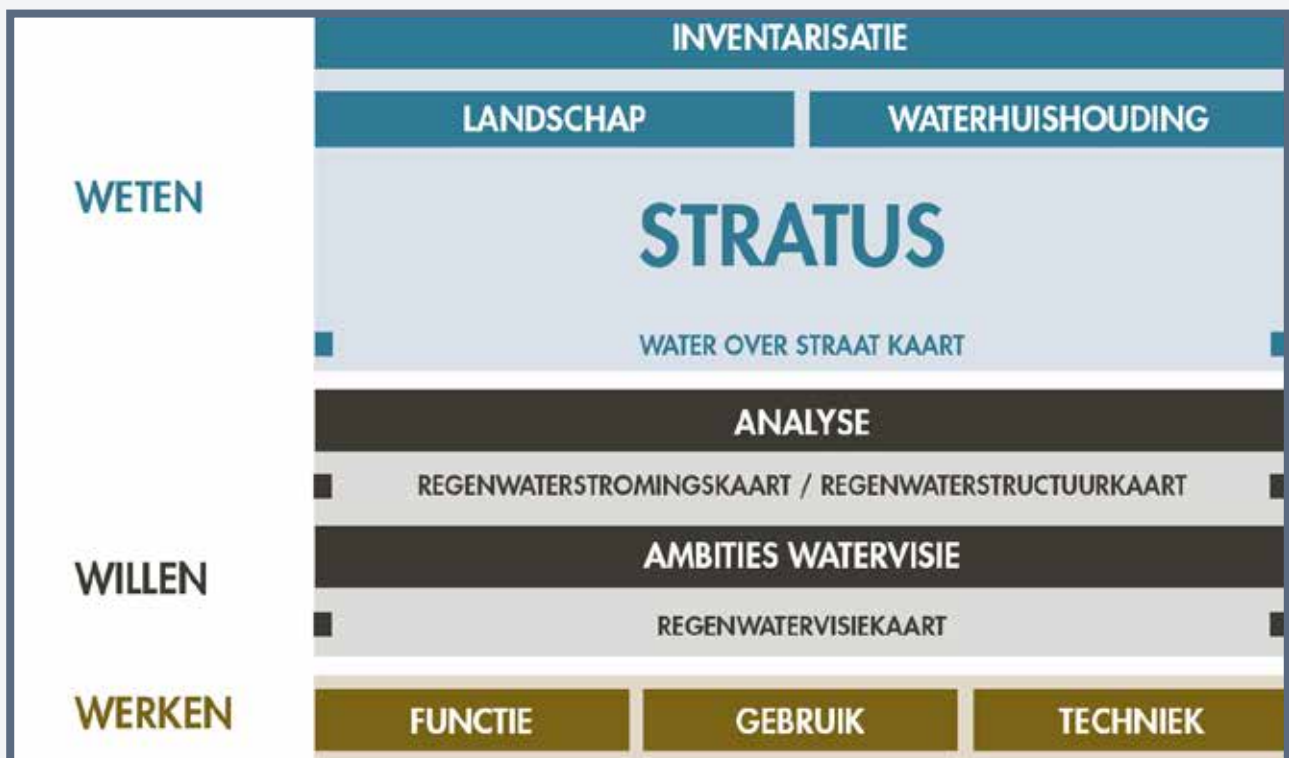 INVENTARISATIE
LANDSCHAP
WATERHUISHOUDING
WETEN
STRATUS
WATER OVER STRAAT KAART
ANALYSE
REGENWATERSTROMINGSKAART / REGENWATERSTRUCTUURKAART
WILLEN
AMBITIES WATERVISIE
REGENWATERVISIEKAART
WERKEN
FUNCTIE
GEBRUIK
TECHNIEK